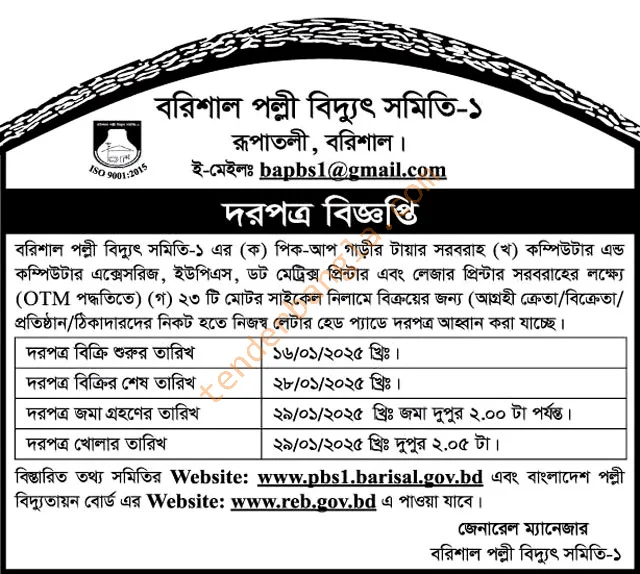 বরিশাল পল্লী বিদ্যুৎ সমিতি-১
রূপাতলী, বরিশাল।
ই-মেইলঃ bapbs1@gmail.com
ISO 9001:2015
দরপত্র বিজ্ঞপ্তি
বরিশাল পল্লী বিদ্যুৎ সমিতি-১ এর (ক) পিক-আপ গাড়ীর টায়ার সরবরাহ (খ) কম্পিউটার এন্ড
কম্পিউটার এক্সেসরিজ, ইউপিএস, ডট মেট্রিক্স প্রিন্টার এবং লেজার প্রিন্টার সরবরাহের লক্ষ্যে
(OTM পদ্ধতিতে) (গ) ২৩ টি মোটর সাইকেল নিলামে বিক্রয়ের জন্য (আগ্রহী ক্রেতা/বিক্রেতা/
প্রতিষ্ঠান/ঠিকাদারদের নিকট হতে নিজস্ব লেটার হেড প্যাডে দরপত্র আহ্বান করা যাচ্ছে।
দরপত্র বিক্রি শুরুর তারিখ ১৬/০১/২০২৫ খ্রিঃ।
দরপত্র বিক্রির শেষ তারিখ ২৮/০১/২০২৫ খ্রিঃ।
দরপত্র জমা গ্রহণের তারিখ ২৯/০১/২০২৫ খ্রিঃ জমা দুপুর ২.০০ টা পর্যন্ত।
দরপত্র খোলার তারিখ ২৯/০১/২০২৫ খ্রিঃ দুপুর ২.০৫ টা।
বিস্তারিত তথ্য সমিতির Website: www.pbs1.barisal.gov.bd এবং বাংলাদেশ পল্লী
বিদ্যুতায়ন বোর্ড এর Website: www.reb.gov.bd এ পাওয়া যাবে।
জেনারেল ম্যানেজার
বরিশাল পল্লী বিদ্যুৎ সমিতি-১
tenderbangla.com